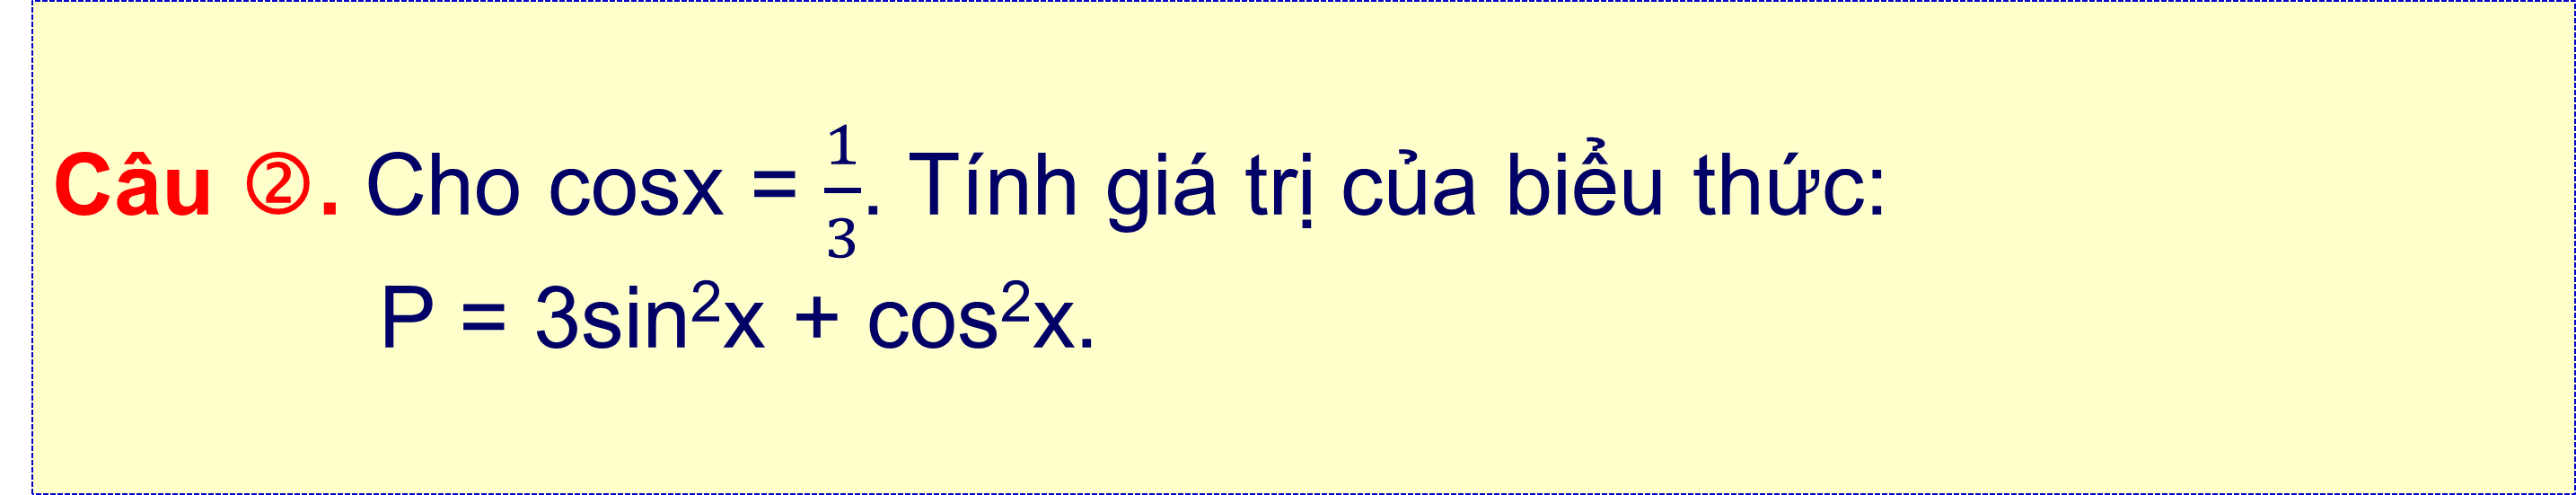 Câu ②. Cho cosx = 1/3. Tính giá trị của biểu thức:
P = 3sin²x + cos²x.